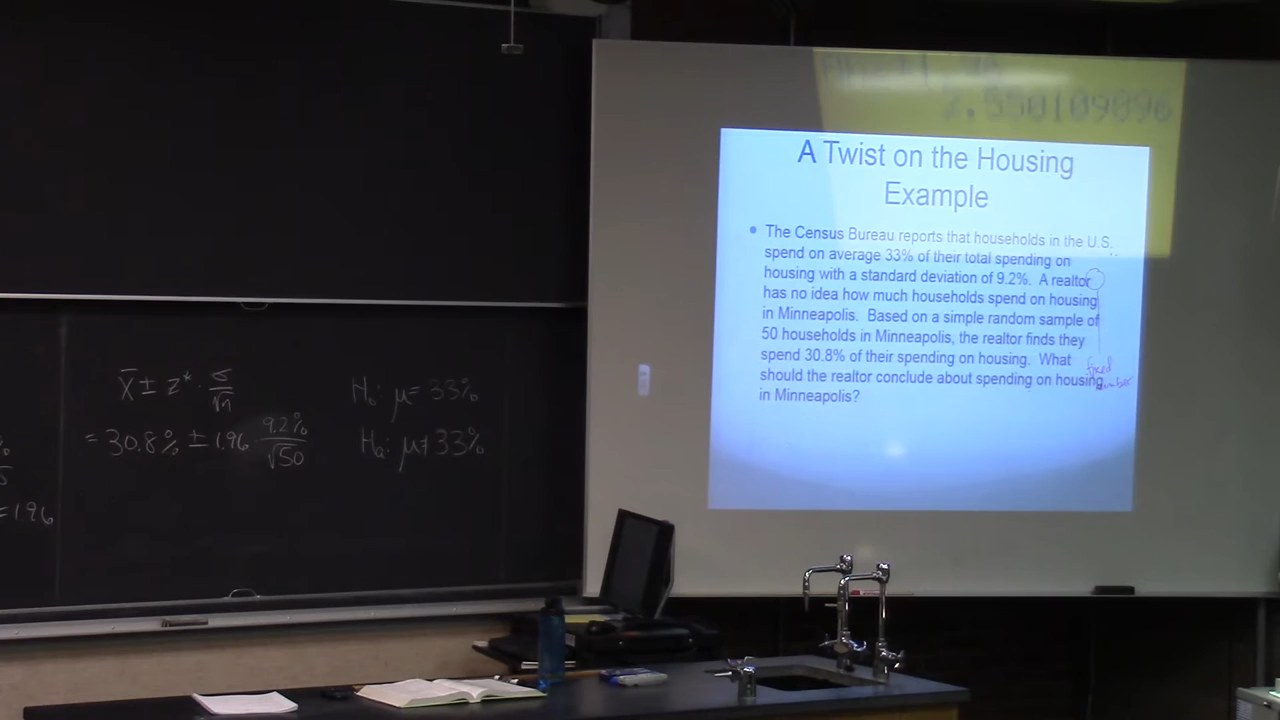 x̄ ± z* · σ/√n
= 30.8% ± 1.96 · 9.2%/√50
=1.96
H₀: μ = 33%
Hₐ: μ ≠ 33%
2.550109896
A Twist on the Housing
Example
• The Census Bureau reports that households in the U.S.
spend on average 33% of their total spending on
housing with a standard deviation of 9.2%. A realtor
has no idea how much households spend on housing
in Minneapolis. Based on a simple random sample of
50 households in Minneapolis, the realtor finds they
spend 30.8% of their spending on housing. What
should the realtor conclude about spending on housing
in Minneapolis?
fixed
number